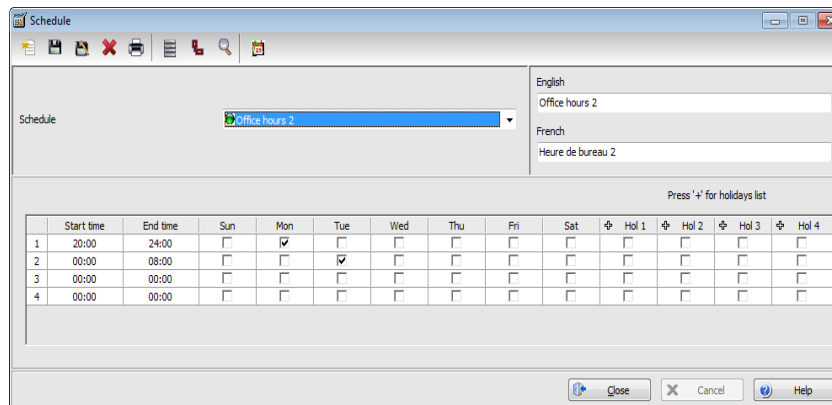 Schedule
English
Office hours 2
Schedule Office hours 2
French
Heure de bureau 2
Press '+' for holidays list
Start time End time Sun Mon Tue Wed Thu Fri Sat Hol 1 Hol 2 Hol 3 Hol 4
1 20:00 24:00
2 00:00 08:00
3 00:00 00:00
4 00:00 00:00
Close Cancel Help